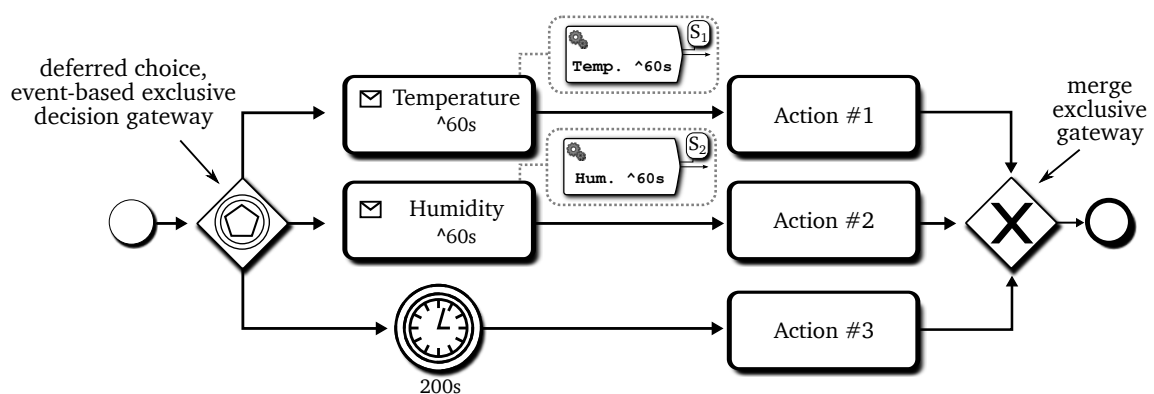 deferred choice,
event-based exclusive
decision gateway
Temp. ^60s
S1
Temperature
^60s
Action #1
merge
exclusive
gateway
Hum. ^60s
S2
Humidity
^60s
Action #2
X
200s
Action #3